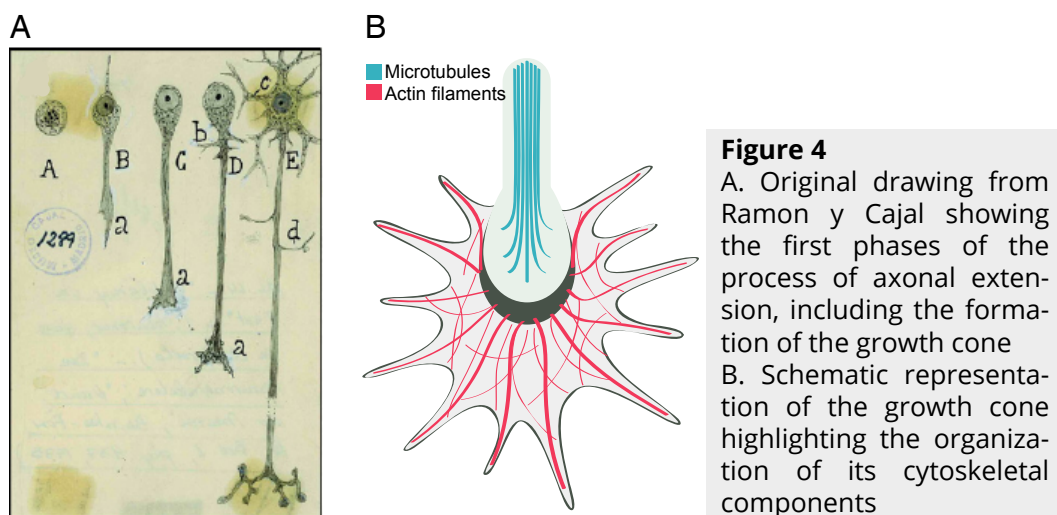 A
B
A
B
C
D
E
a
a
a
b
c
d
1299
Microtubules
Actin filaments
Figure 4
A. Original drawing from
Ramon y Cajal showing
the first phases of the
process of axonal exten-
sion, including the forma-
tion of the growth cone
B. Schematic representa-
tion of the growth cone
highlighting the organiza-
tion of its cytoskeletal
components